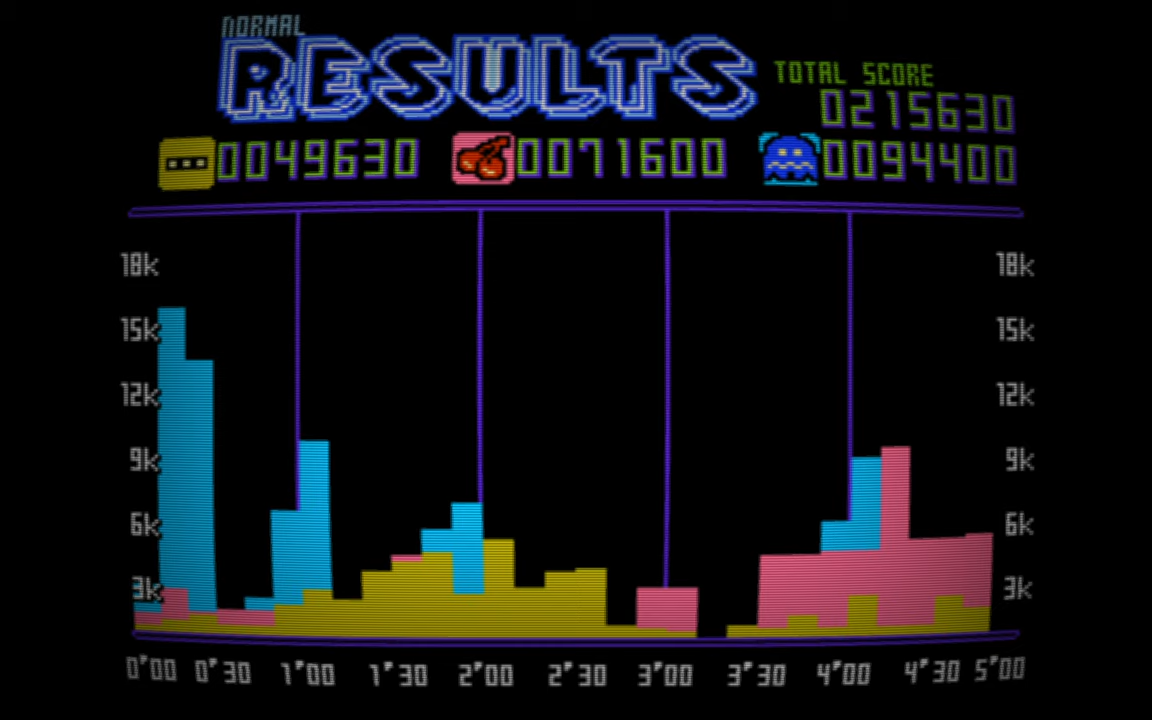 NORMAL
RESULTS
TOTAL SCORE
0215630
0049630 0071600 0094400
18k 18k
15k 15k
12k 12k
9k 9k
6k 6k
3k 3k
0"00 0"30 1"00 1"30 2"00 2"30 3"00 3"30 4"00 4"30 5"00